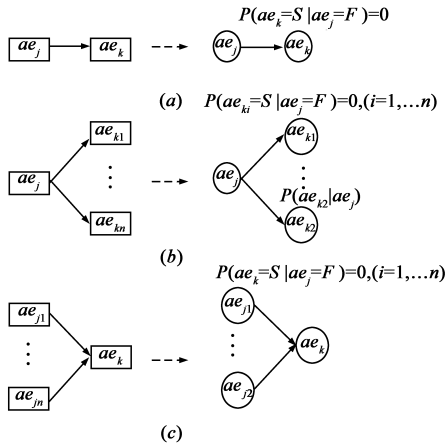 P(ae_k=S|ae_j=F)=0
ae_j ae_k ae_j ae_k
(a) P(ae_ki=S|ae_j=F)=0,(i=1,…n)
ae_k1 ae_k1
ae_j ae_j
P(ae_k2|ae_j)
ae_kn ae_k2
(b)
P(ae_k=S|ae_j=F)=0,(i=1,…n)
ae_j1 ae_j1
ae_k ae_k
ae_jn ae_j2
(c)